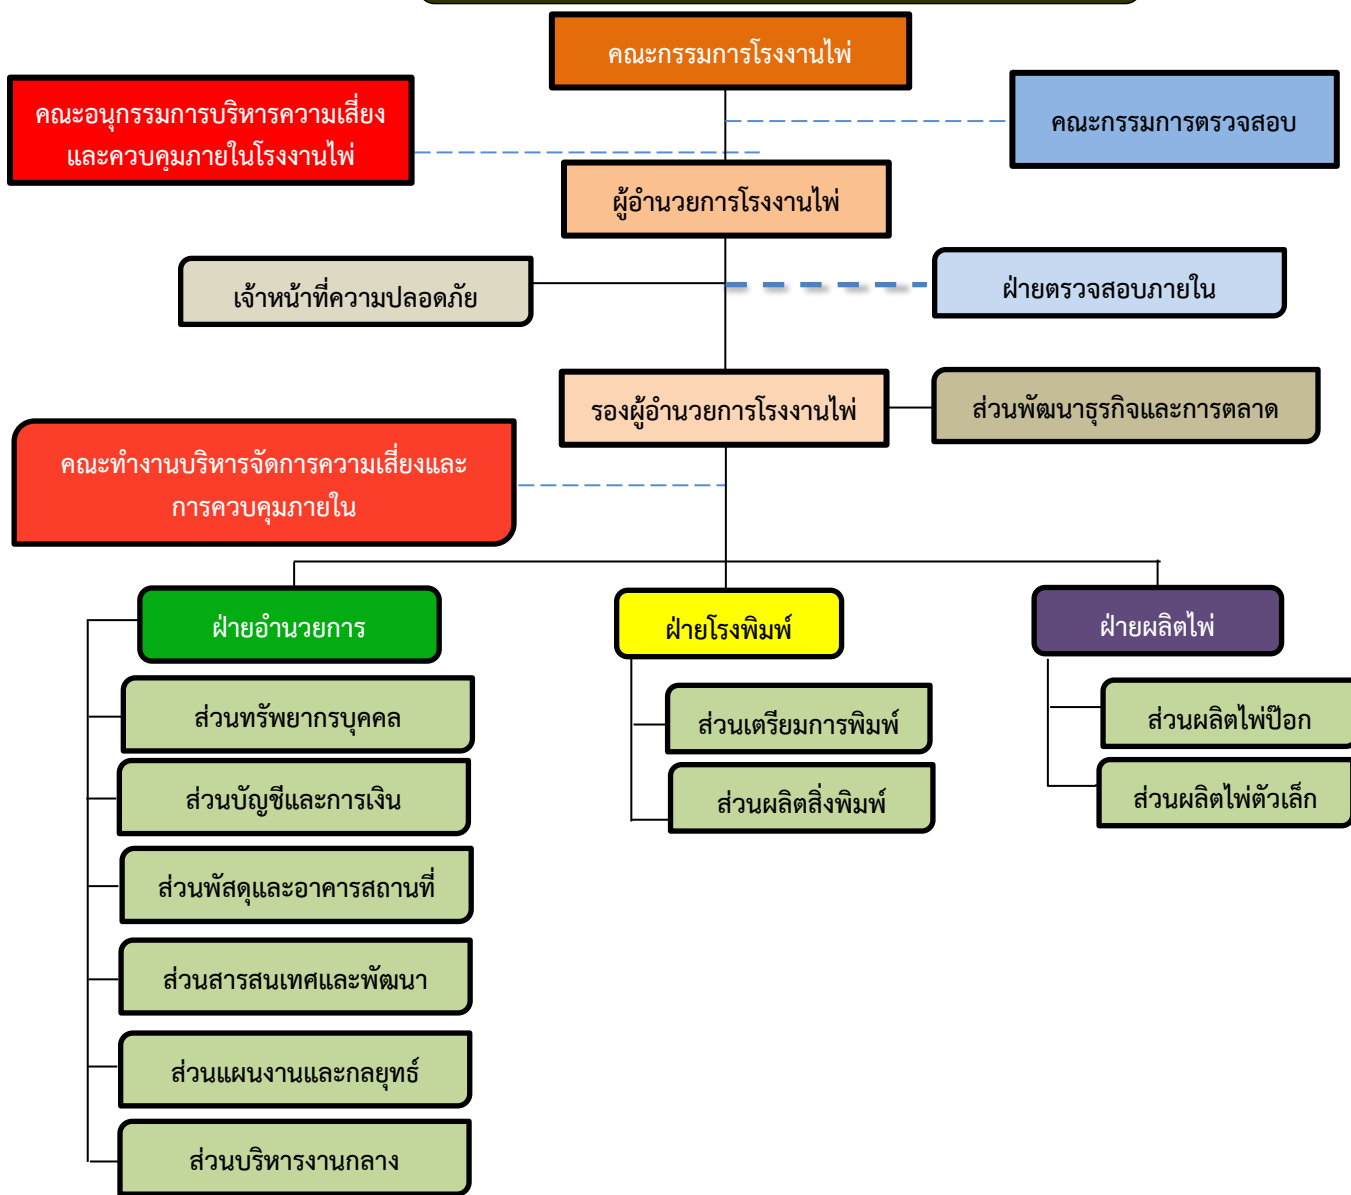 คณะกรรมการโรงงานไพ่
คณะอนุกรรมการบริหารความเสี่ยง
และควบคุมภายในโรงงานไพ่
คณะกรรมการตรวจสอบ
ผู้อำนวยการโรงงานไพ่
เจ้าหน้าที่ความปลอดภัย
ฝ่ายตรวจสอบภายใน
รองผู้อำนวยการโรงงานไพ่
ส่วนพัฒนาธุรกิจและการตลาด
คณะทำงานบริหารจัดการความเสี่ยงและ
การควบคุมภายใน
ฝ่ายอำนวยการ
ส่วนทรัพยากรบุคคล
ส่วนบัญชีและการเงิน
ส่วนพัสดุและอาคารสถานที่
ส่วนสารสนเทศและพัฒนา
ส่วนแผนงานและกลยุทธ์
ส่วนบริหารงานกลาง
ฝ่ายโรงพิมพ์
ส่วนเตรียมการพิมพ์
ส่วนผลิตสิ่งพิมพ์
ฝ่ายผลิตไพ่
ส่วนผลิตไพ่ป๊อก
ส่วนผลิตไพ่ตัวเล็ก